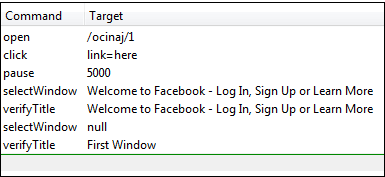 Command Target
open /ocinaj/1
click link=here
pause 5000
selectWindow Welcome to Facebook - Log In, Sign Up or Learn More
verifyTitle Welcome to Facebook - Log In, Sign Up or Learn More
selectWindow null
verifyTitle First Window